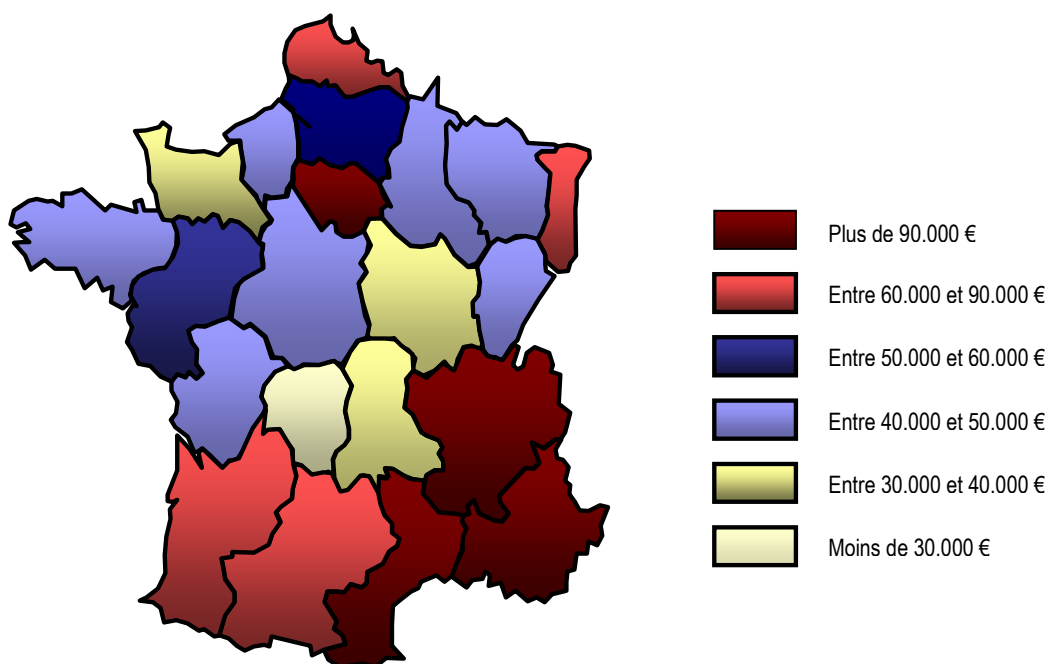 Plus de 90.000 €
Entre 60.000 et 90.000 €
Entre 50.000 et 60.000 €
Entre 40.000 et 50.000 €
Entre 30.000 et 40.000 €
Moins de 30.000 €